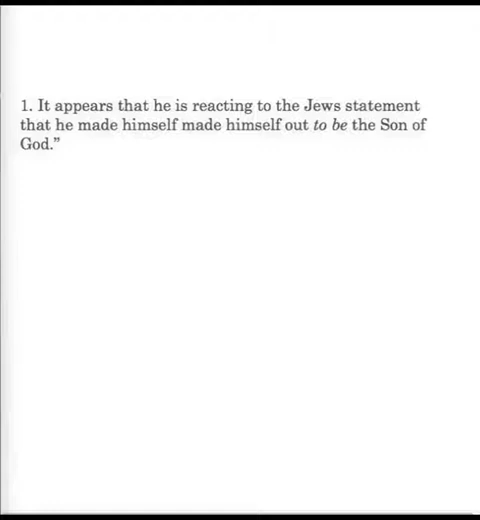 1. It appears that he is reacting to the Jews statement
that he made himself made himself out to be the Son of
God.”